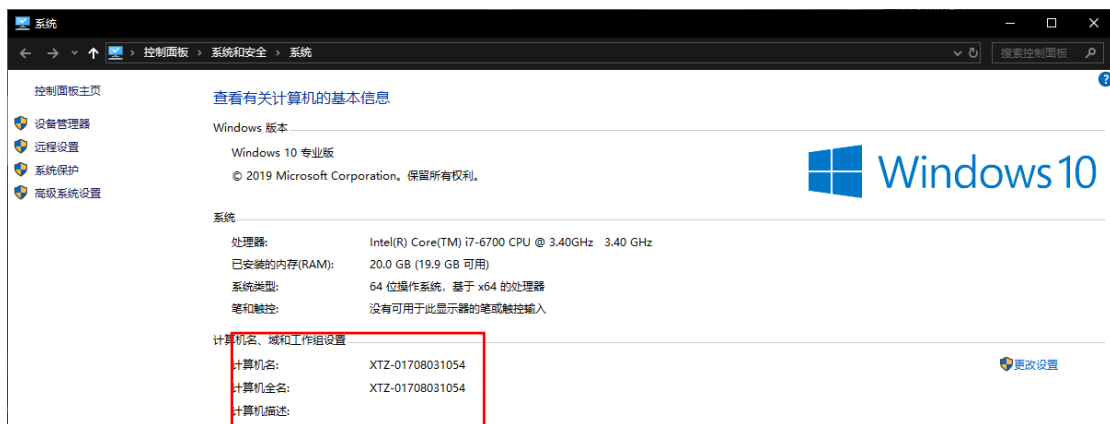 系统
控制面板 › 系统和安全 › 系统
搜索控制面板
控制面板主页
设备管理器
远程设置
系统保护
高级系统设置
查看有关计算机的基本信息
Windows 版本
Windows 10 专业版
© 2019 Microsoft Corporation。保留所有权利。
Windows 10
系统
处理器: Intel(R) Core(TM) i7-6700 CPU @ 3.40GHz 3.40 GHz
已安装的内存(RAM): 20.0 GB (19.9 GB 可用)
系统类型: 64 位操作系统，基于 x64 的处理器
笔和触控: 没有可用于此显示器的笔或触控输入
计算机名、域和工作组设置
计算机名: XTZ-01708031054
更改设置
计算机全名: XTZ-01708031054
计算机描述: